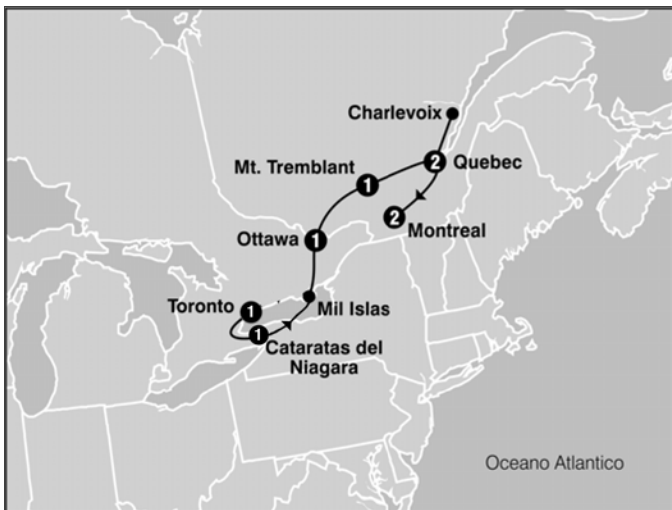 Charlevoix
2
Quebec
Mt. Tremblant
1
2
Montreal
Ottawa
1
Toronto
1
Mil Islas
1
Cataratas del
Niagara
Oceano Atlantico